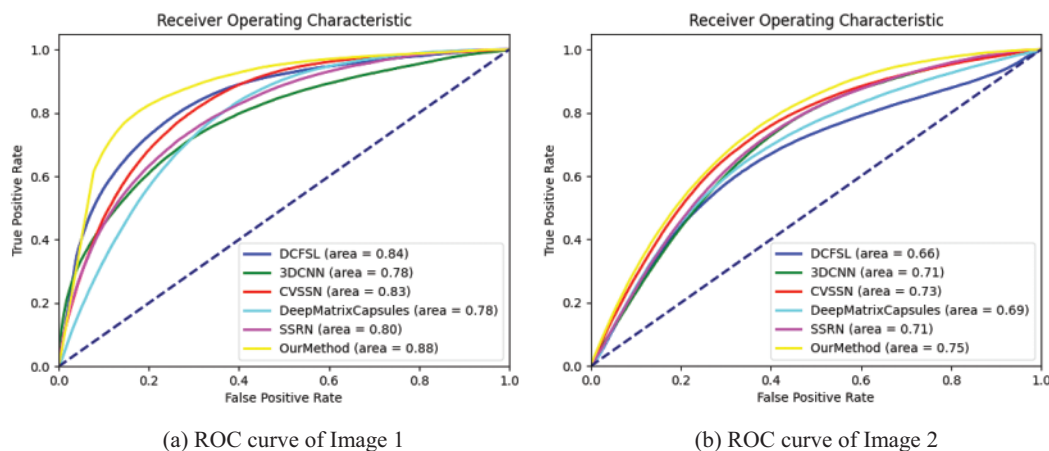 Receiver Operating Characteristic
1.0
0.8
0.6
0.4
0.2
0.0
True Positive Rate
DCFSL (area = 0.84)
3DCNN (area = 0.78)
CVSSN (area = 0.83)
DeepMatrixCapsules (area = 0.78)
SSRN (area = 0.80)
OurMethod (area = 0.88)
0.0 0.2 0.4 0.6 0.8 1.0
False Positive Rate
(a) ROC curve of Image 1
Receiver Operating Characteristic
1.0
0.8
0.6
0.4
0.2
0.0
True Positive Rate
DCFSL (area = 0.66)
3DCNN (area = 0.71)
CVSSN (area = 0.73)
DeepMatrixCapsules (area = 0.69)
SSRN (area = 0.71)
OurMethod (area = 0.75)
0.0 0.2 0.4 0.6 0.8 1.0
False Positive Rate
(b) ROC curve of Image 2